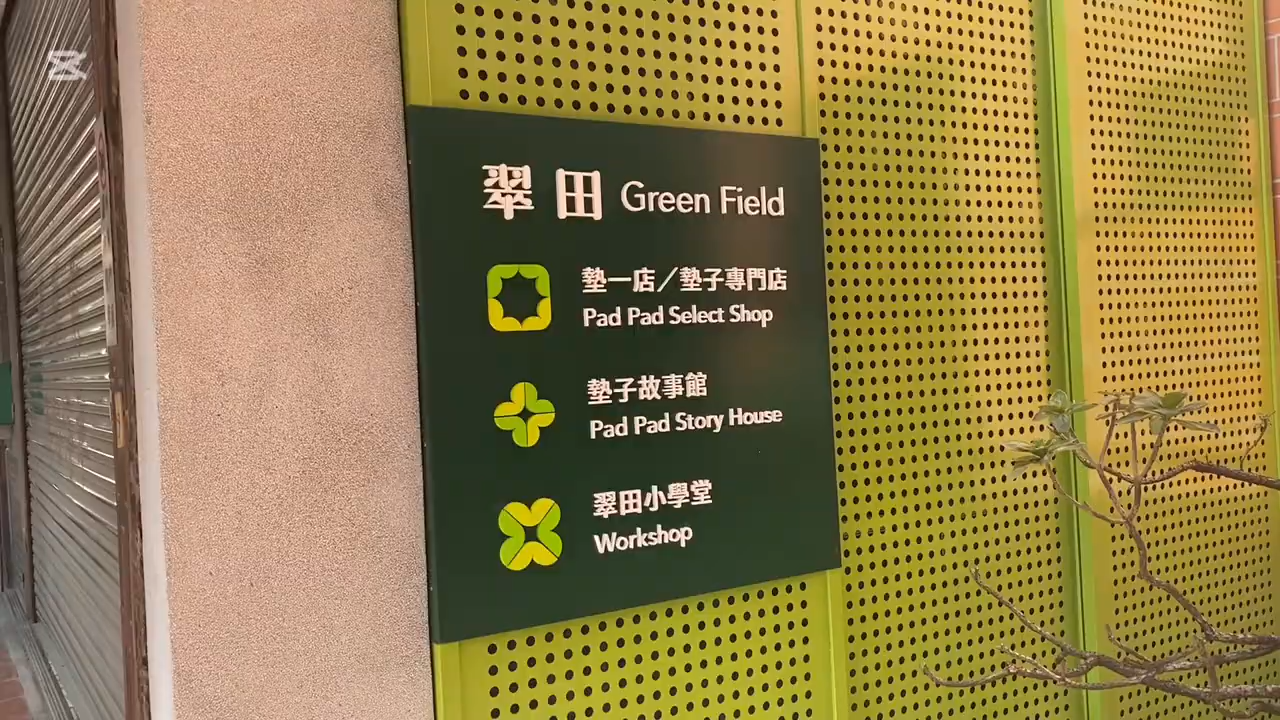 翠田 Green Field
墊一店／墊子專門店
Pad Pad Select Shop
墊子故事館
Pad Pad Story House
翠田小學堂
Workshop